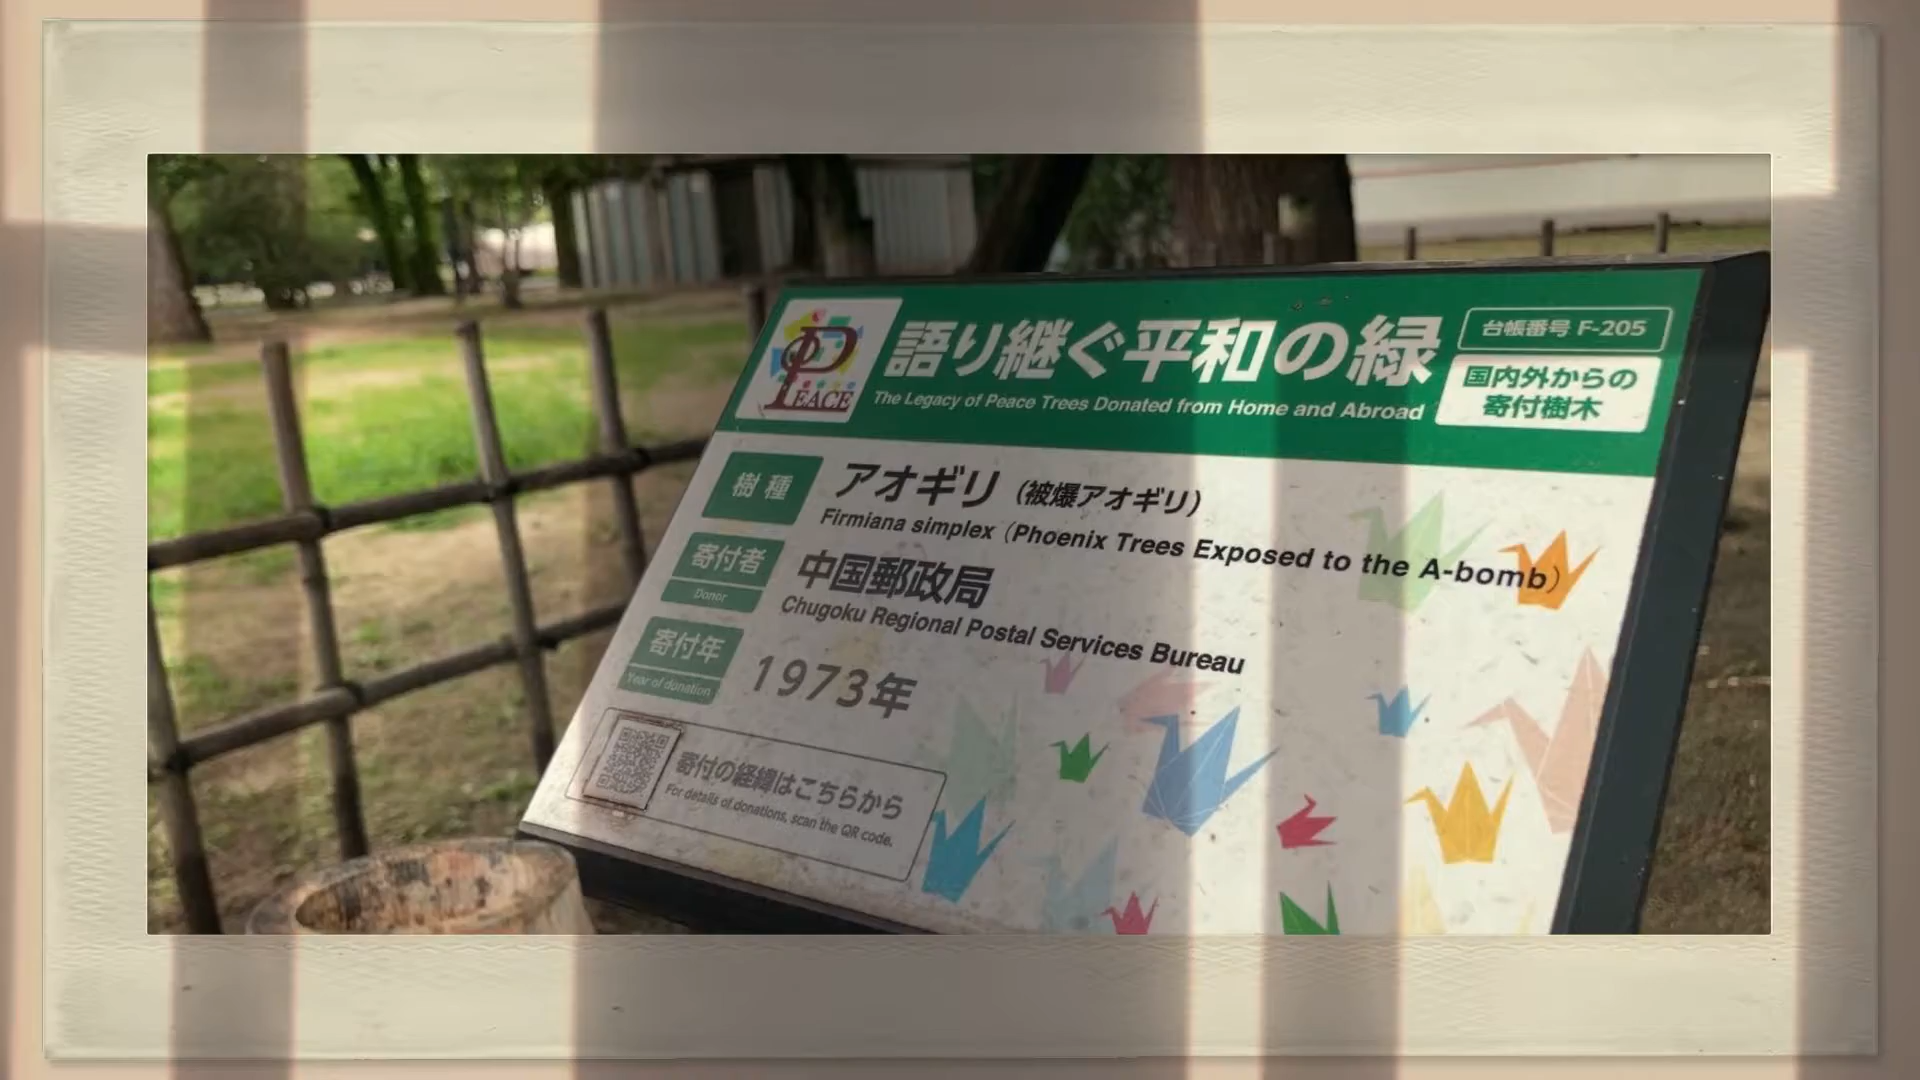 PEACE
語り継ぐ平和の緑
The Legacy of Peace Trees Donated from Home and Abroad
台帳番号 F-205
国内外からの
寄付樹木
樹種
アオギリ（被爆アオギリ）
Firmiana simplex（Phoenix Trees Exposed to the A-bomb）
寄付者
Donor
中国郵政局
Chugoku Regional Postal Services Bureau
寄付年
Year of donation
1973年
寄付の経緯はこちらから
For details of donations, scan the QR code.